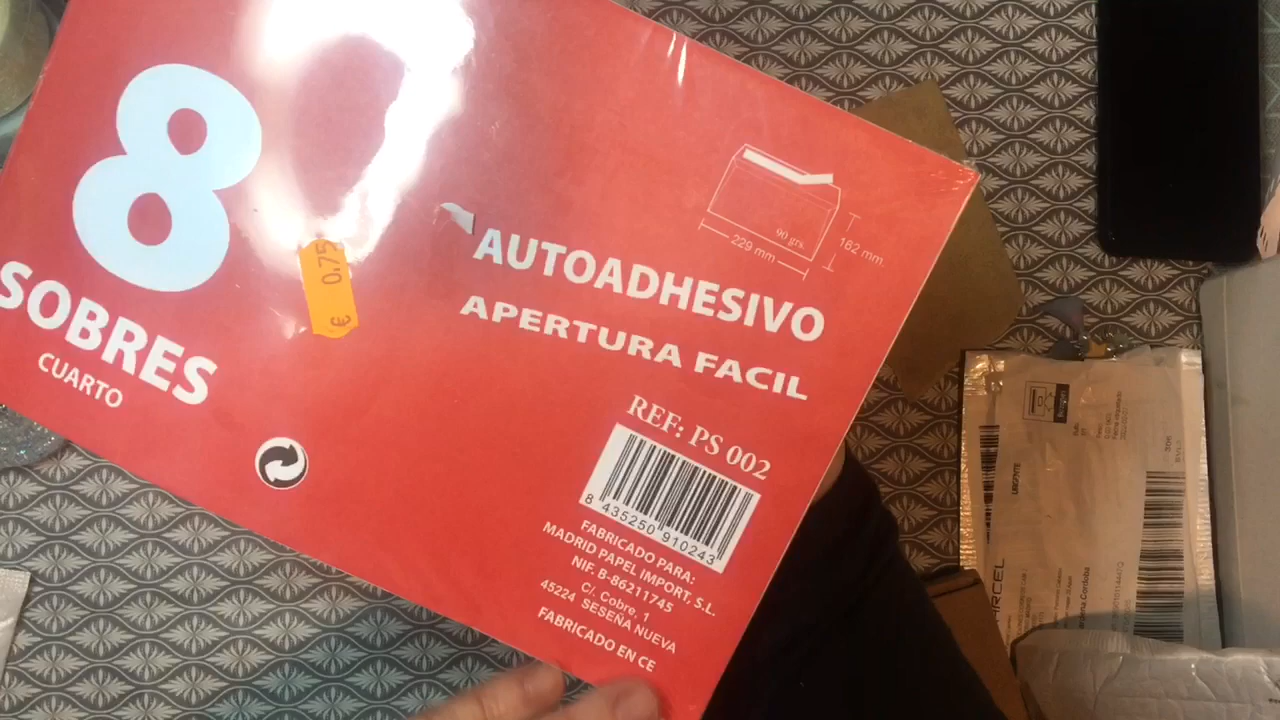 8
SOBRES
CUARTO
0.75
€
AUTOADHESIVO
APERTURA FACIL
90 grs.
229 mm
162 mm.
REF: PS 002
8 435250 910243
FABRICADO PARA:
MADRID PAPEL IMPORT, S.L.
NIF. B-86211745
C/. Cobre, 1
45224 SESEÑA NUEVA
FABRICADO EN CE
URGENTE